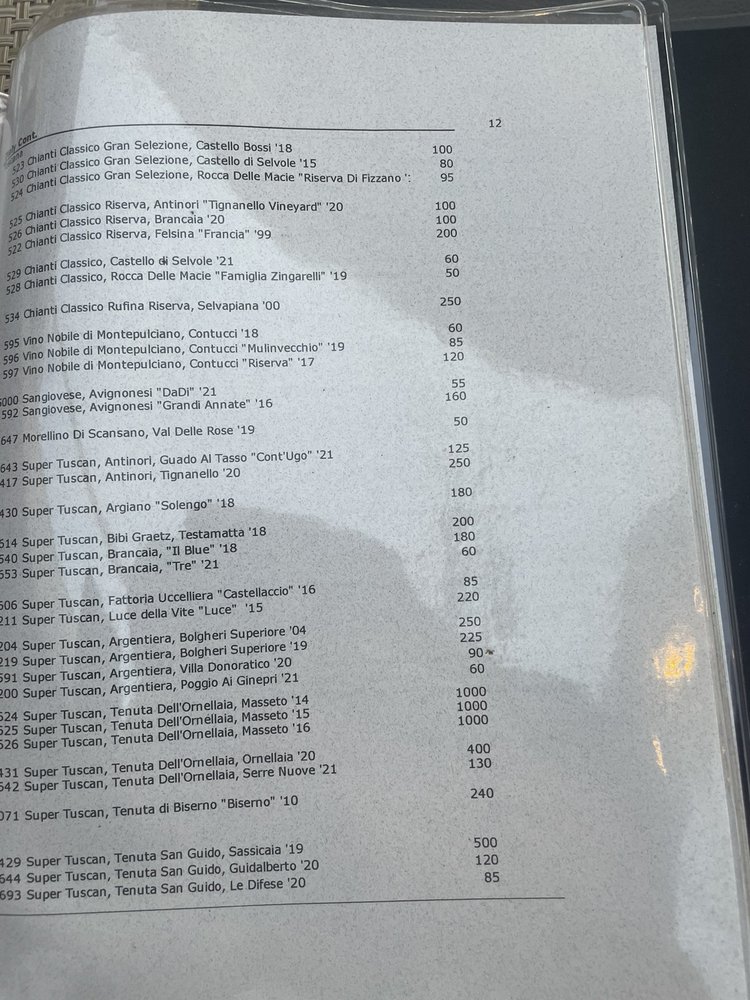 12
Cont.
523 Chianti Classico Gran Selezione, Castello Bossi '18 100
530 Chianti Classico Gran Selezione, Castello di Selvole '15 80
524 Chianti Classico Gran Selezione, Rocca Delle Macie "Riserva Di Fizzano ': 95
525 Chianti Classico Riserva, Antinori "Tignanello Vineyard" '20 100
526 Chianti Classico Riserva, Brancaia '20 100
522 Chianti Classico Riserva, Felsina "Francia" '99 200
529 Chianti Classico, Castello di Selvole '21 60
528 Chianti Classico, Rocca Delle Macie "Famiglia Zingarelli" '19 50
534 Chianti Classico Rufina Riserva, Selvapiana '00 250
595 Vino Nobile di Montepulciano, Contucci '18 60
596 Vino Nobile di Montepulciano, Contucci "Mulinvecchio" '19 85
597 Vino Nobile di Montepulciano, Contucci "Riserva" '17 120
000 Sangiovese, Avignonesi "DaDi" '21 55
592 Sangiovese, Avignonesi "Grandi Annate" '16 160
647 Morellino Di Scansano, Val Delle Rose '19 50
643 Super Tuscan, Antinori, Guado Al Tasso "Cont'Ugo" '21 125
417 Super Tuscan, Antinori, Tignanello '20 250
430 Super Tuscan, Argiano "Solengo" '18 180
614 Super Tuscan, Bibi Graetz, Testamatta '18 200
540 Super Tuscan, Brancaia, "Il Blue" '18 180
653 Super Tuscan, Brancaia, "Tre" '21 60
606 Super Tuscan, Fattoria Uccelliera "Castellaccio" '16 85
211 Super Tuscan, Luce della Vite "Luce" '15 220
204 Super Tuscan, Argentiera, Bolgheri Superiore '04 250
219 Super Tuscan, Argentiera, Bolgheri Superiore '19 225
591 Super Tuscan, Argentiera, Villa Donoratico '20 90
200 Super Tuscan, Argentiera, Poggio Ai Ginepri '21 60
624 Super Tuscan, Tenuta Dell'Ornellaia, Masseto '14 1000
625 Super Tuscan, Tenuta Dell'Ornellaia, Masseto '15 1000
626 Super Tuscan, Tenuta Dell'Ornellaia, Masseto '16 1000
431 Super Tuscan, Tenuta Dell'Ornellaia, Ornellaia '20 400
642 Super Tuscan, Tenuta Dell'Ornellaia, Serre Nuove '21 130
071 Super Tuscan, Tenuta di Biserno "Biserno" '10 240
429 Super Tuscan, Tenuta San Guido, Sassicaia '19 500
644 Super Tuscan, Tenuta San Guido, Guidalberto '20 120
693 Super Tuscan, Tenuta San Guido, Le Difese '20 85